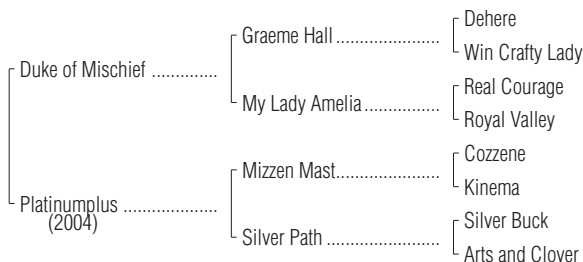 Dehere
Graeme Hall ....................
Win Crafty Lady
Duke of Mischief .............
Real Courage
My Lady Amelia ...............
Royal Valley
Cozzene
Mizzen Mast ....................
Kinema
Platinumplus ..................
(2004)
Silver Buck
Silver Path ......................
Arts and Clover